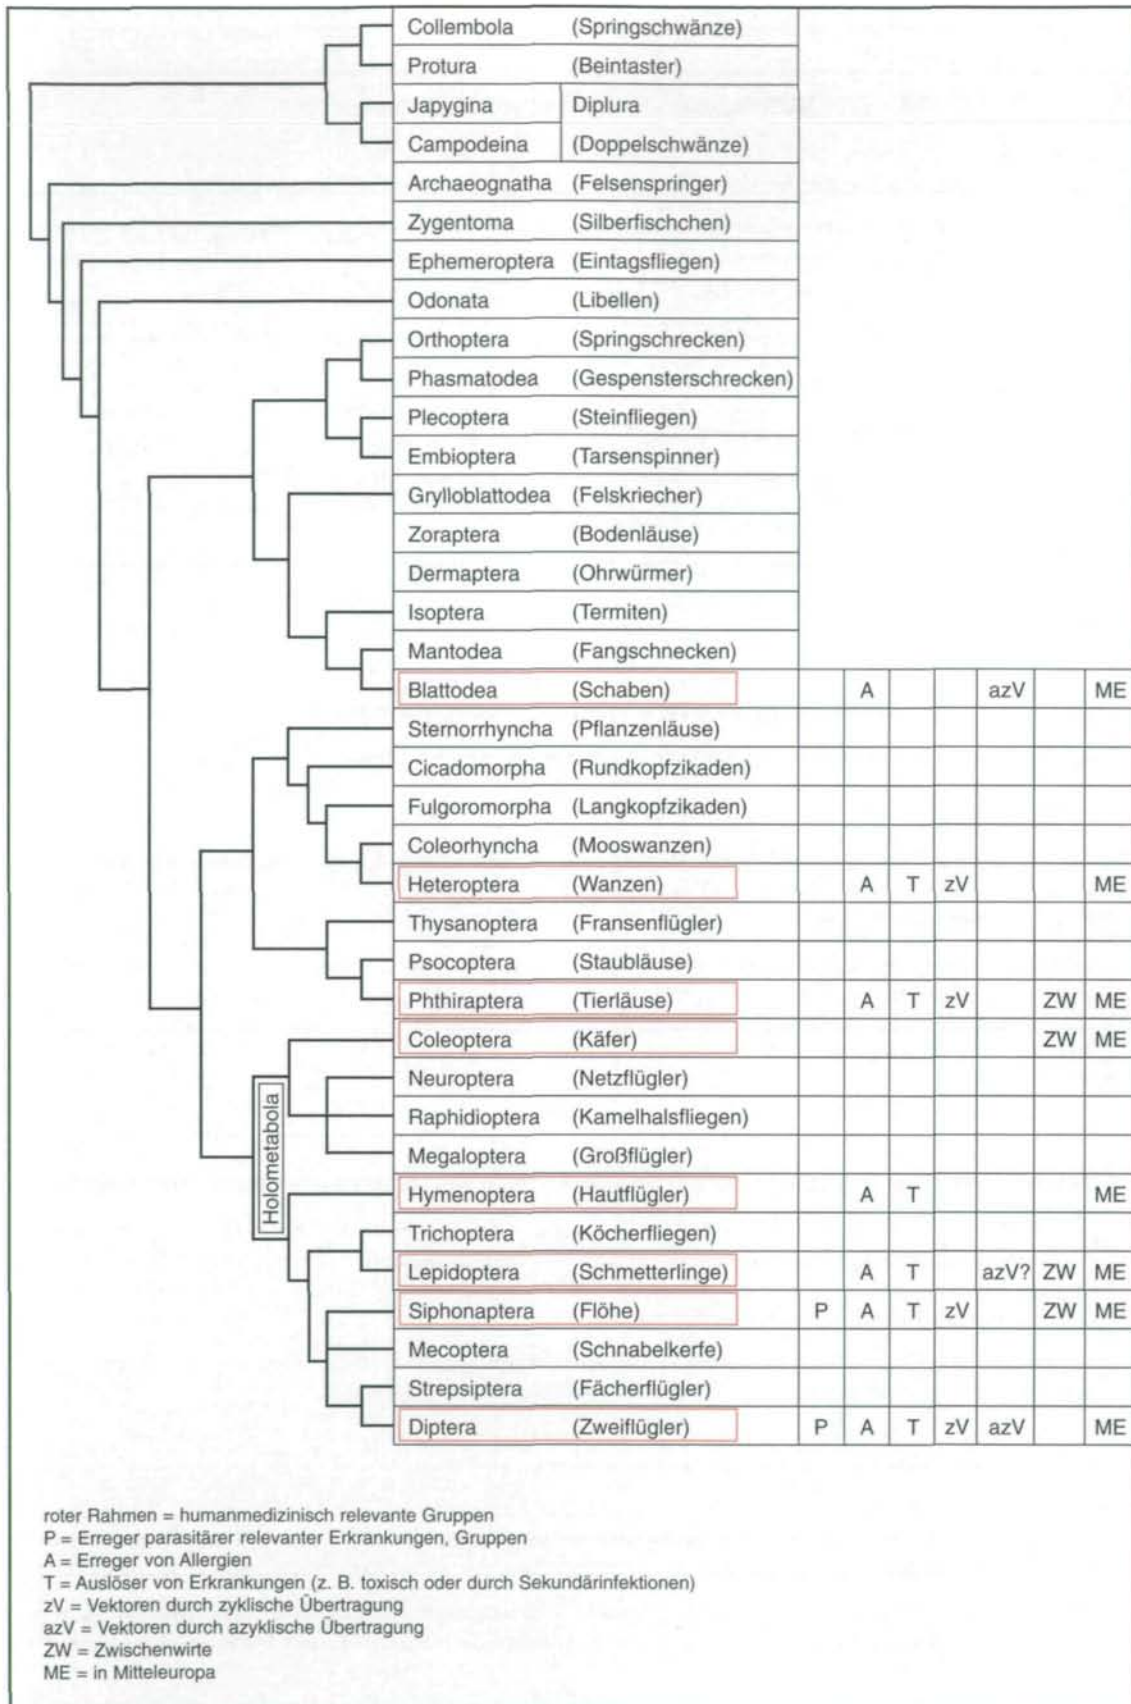 Collembola (Springschwänze)
Protura (Beintaster)
Japygina Diplura
Campodeina (Doppelschwänze)
Archaeognatha (Felsenspringer)
Zygentoma (Silberfischchen)
Ephemeroptera (Eintagsfliegen)
Odonata (Libellen)
Orthoptera (Springschrecken)
Phasmatodea (Gespensterschrecken)
Plecoptera (Steinfliegen)
Embioptera (Tarsenspinner)
Grylloblattodea (Felskriecher)
Zoraptera (Bodenläuse)
Dermaptera (Ohrwürmer)
Isoptera (Termiten)
Mantodea (Fangschnecken)
Blattodea (Schaben) A azV ME
Sternorrhyncha (Pflanzenläuse)
Cicadomorpha (Rundkopfzikaden)
Fulgoromorpha (Langkopfzikaden)
Coleorhyncha (Mooswanzen)
Heteroptera (Wanzen) A T zV ME
Thysanoptera (Fransenflügler)
Psocoptera (Staubläuse)
Phthiraptera (Tierläuse) A T zV ZW ME
Coleoptera (Käfer) ZW ME
Neuroptera (Netzflügler)
Raphidioptera (Kamelhalsfliegen)
Megaloptera (Großflügler)
Holometabola
Hymenoptera (Hautflügler) A T ME
Trichoptera (Köcherfliegen)
Lepidoptera (Schmetterlinge) A T azV? ZW ME
Siphonaptera (Flöhe) P A T zV ZW ME
Mecoptera (Schnabelkerfe)
Strepsiptera (Fächerflügler)
Diptera (Zweiflügler) P A T zV azV ME
roter Rahmen = humanmedizinisch relevante Gruppen
P = Erreger parasitärer relevanter Erkrankungen, Gruppen
A = Erreger von Allergien
T = Auslöser von Erkrankungen (z. B. toxisch oder durch Sekundärinfektionen)
zV = Vektoren durch zyklische Übertragung
azV = Vektoren durch azyklische Übertragung
ZW = Zwischenwirte
ME = in Mitteleuropa